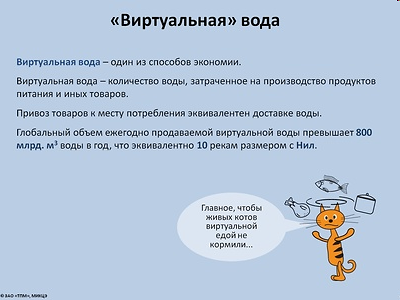 «Виртуальная» вода
Виртуальная вода – один из способов экономии.
Виртуальная вода – количество воды, затраченное на производство продуктов
питания и иных товаров.
Привоз товаров к месту потребления эквивалентен доставке воды.
Глобальный объем ежегодно продаваемой виртуальной воды превышает 800
млрд. м³ воды в год, что эквивалентно 10 рекам размером с Нил.
Главное, чтобы
живых котов
виртуальной
едой не
кормили...
© ЗАО «ТПМ», МИКЦЭ